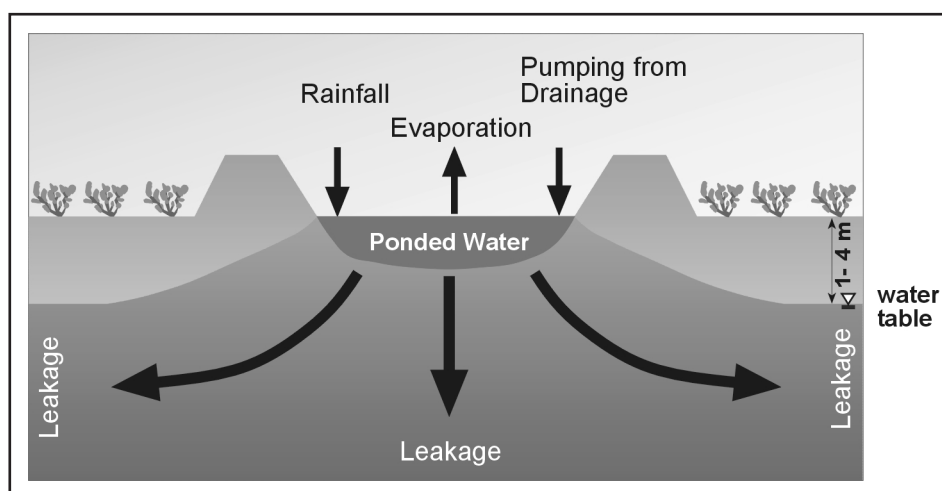 Pumping from
Drainage
Rainfall
Evaporation
Ponded Water
1- 4 m
water
table
Leakage
Leakage
Leakage